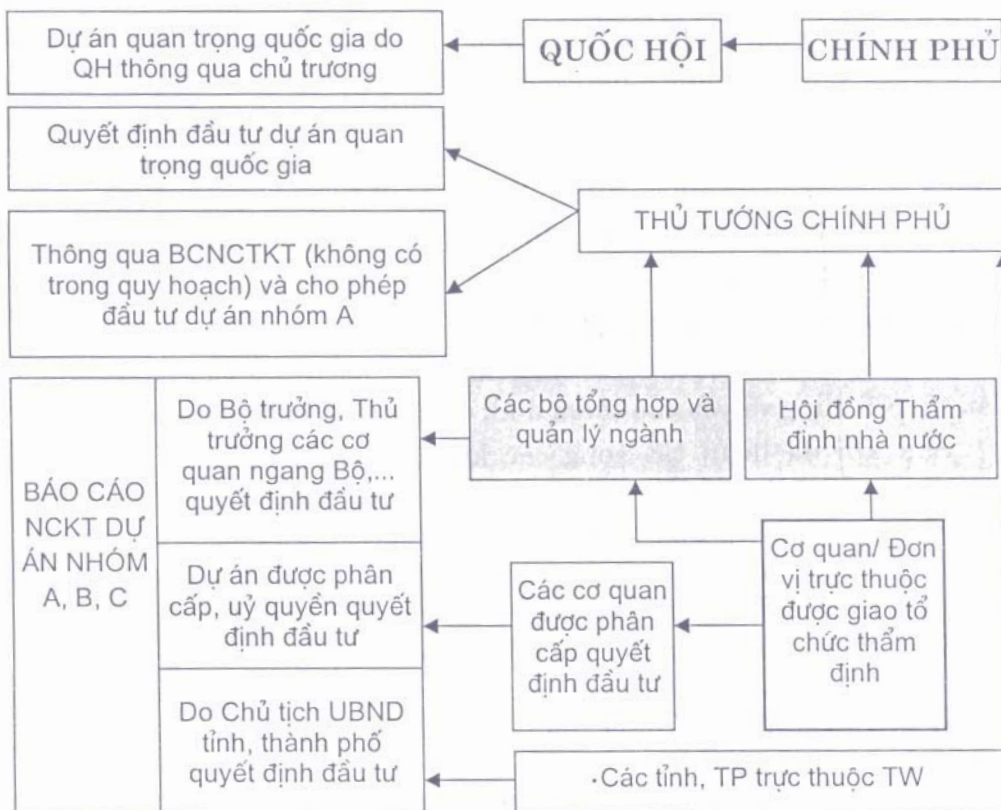 Dự án quan trọng quốc gia do
QH thông qua chủ trương
QUỐC HỘI
CHÍNH PHỦ
Quyết định đầu tư dự án quan
trọng quốc gia
THỦ TƯỚNG CHÍNH PHỦ
Thông qua BCNCTKT (không có
trong quy hoạch) và cho phép
đầu tư dự án nhóm A
BÁO CÁO
NCKT DỰ
ÁN NHÓM
A, B, C
Do Bộ trưởng, Thủ
trưởng các cơ
quan ngang Bộ,...
quyết định đầu tư
Các bộ tổng hợp và
quản lý ngành
Hội đồng Thẩm
định nhà nước
Dự án được phân
cấp, uỷ quyền quyết
định đầu tư
Các cơ quan
được phân
cấp quyết
định đầu tư
Cơ quan/ Đơn
vị trực thuộc
được giao tổ
chức thẩm
định
Do Chủ tịch UBND
tỉnh, thành phố
quyết định đầu tư
·Các tỉnh, TP trực thuộc TW